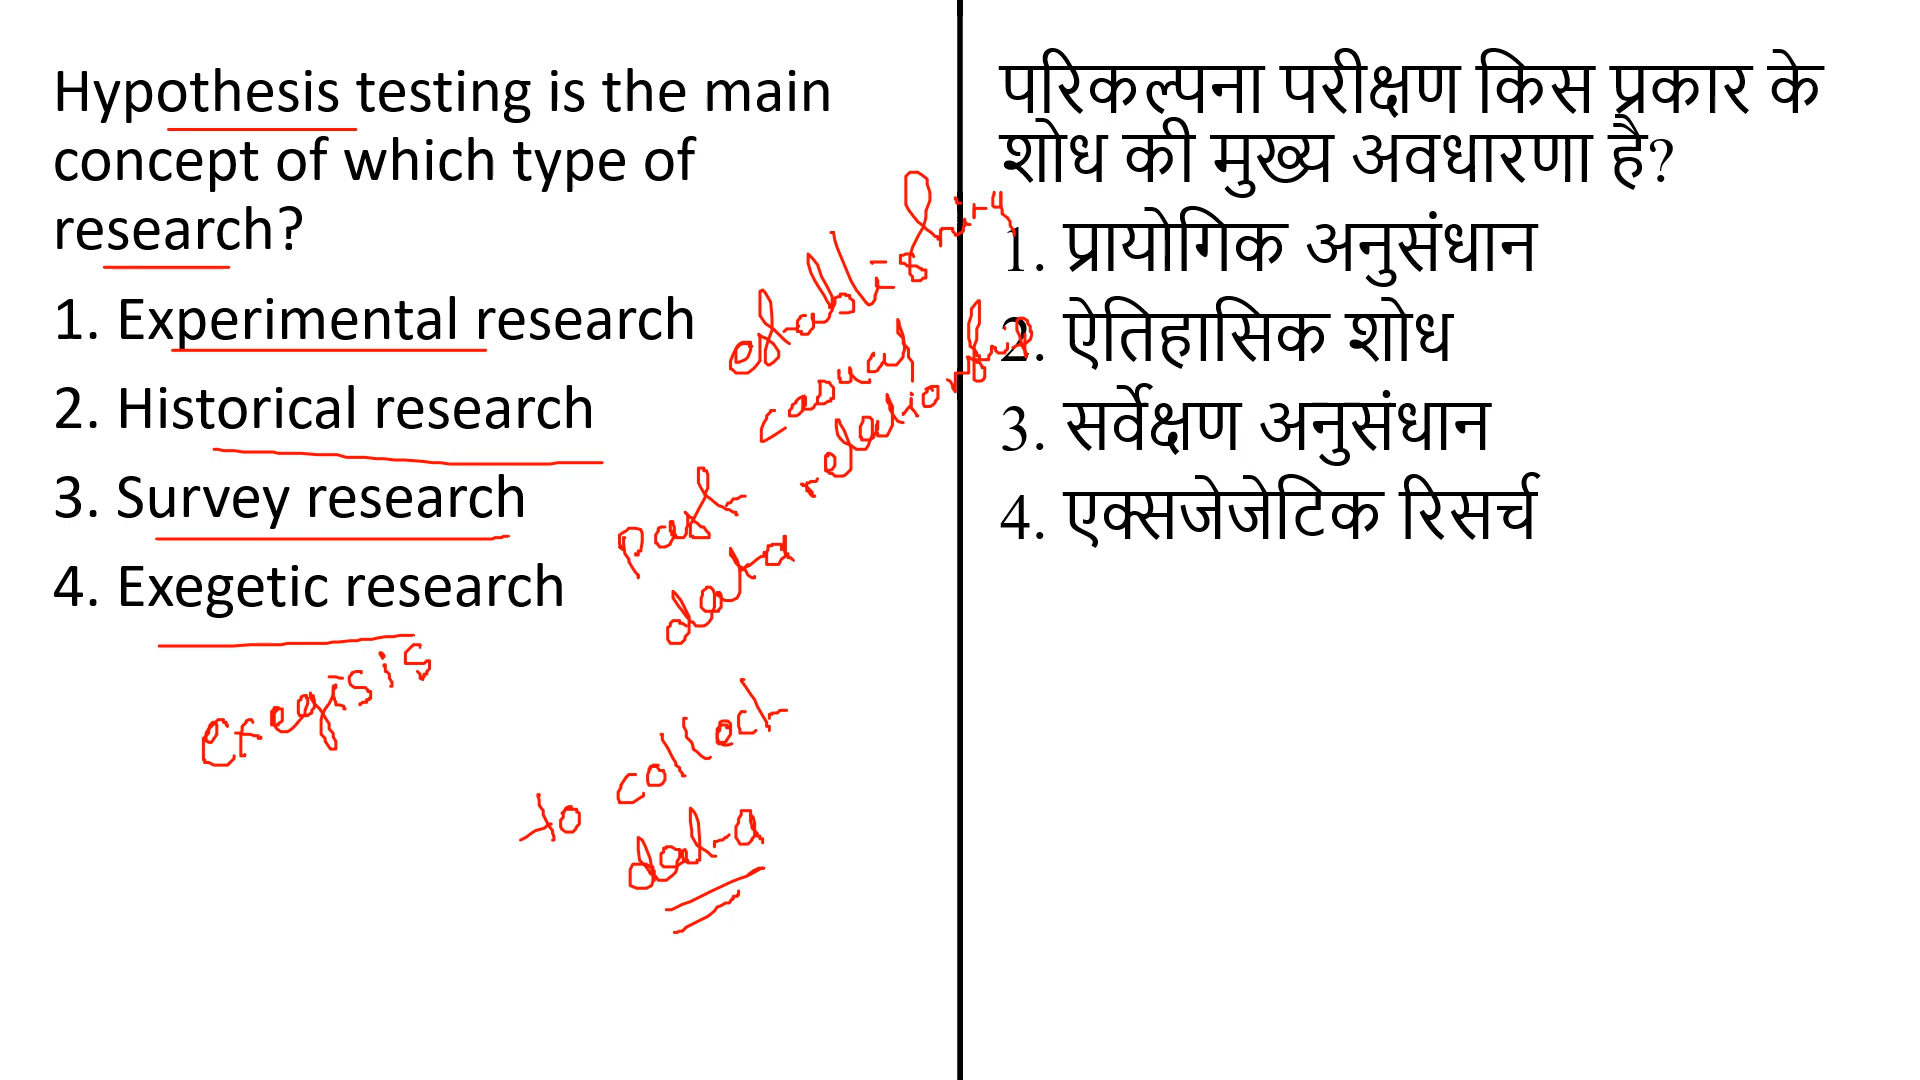 Hypothesis testing is the main
concept of which type of
research?
1. Experimental research
2. Historical research
3. Survey research
4. Exegetic research
establishing
casual
relationship
past
data
exegisis
to collect
data
परिकल्पना परीक्षण किस प्रकार के
शोध की मुख्य अवधारणा है?
1. प्रायोगिक अनुसंधान
2. ऐतिहासिक शोध
3. सर्वेक्षण अनुसंधान
4. एक्सजेजेटिक रिसर्च